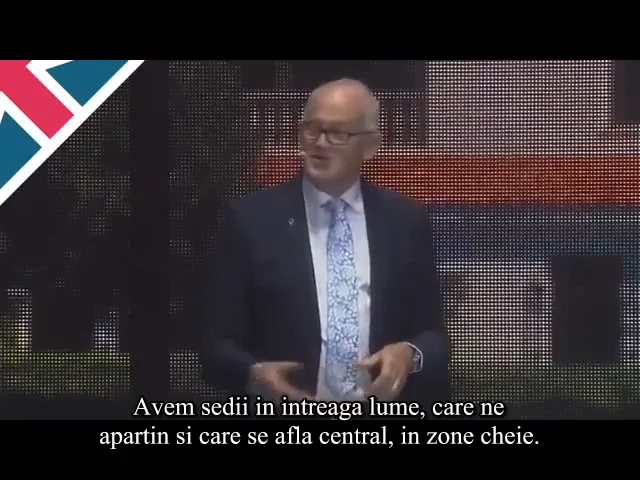 Avem sedii in intreaga lume, care ne
apartin si care se afla central, in zone cheie.